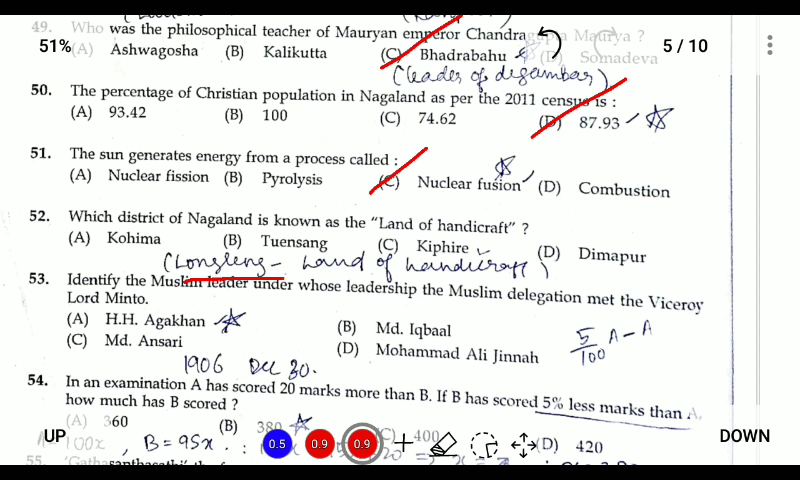 49. Who was the philosophical teacher of Mauryan emperor Chandragupta Maurya ?
51%
5 / 10
(A) Ashwagosha (B) Kalikutta (C) Bhadrabahu (D) Somadeva
(leader of degambar)
50. The percentage of Christian population in Nagaland as per the 2011 census is :
(A) 93.42 (B) 100 (C) 74.62 (D) 87.93
51. The sun generates energy from a process called :
(A) Nuclear fission (B) Pyrolysis (C) Nuclear fusion (D) Combustion
52. Which district of Nagaland is known as the "Land of handicraft" ?
(A) Kohima (B) Tuensang (C) Kiphire (D) Dimapur
(Longleng - Land of handicraft)
53. Identify the Muslim leader under whose leadership the Muslim delegation met the Viceroy
Lord Minto.
(A) H.H. Agakhan (B) Md. Iqbaal
(C) Md. Ansari (D) Mohammad Ali Jinnah
5/100 A - A
1906 Dec 30.
54. In an examination A has scored 20 marks more than B. If B has scored 5% less marks than A,
how much has B scored ?
(A) 360 (B) 380 (C) 400 (D) 420
UP
0.5 0.9 0.9
DOWN
100x, B = 95x :
55.